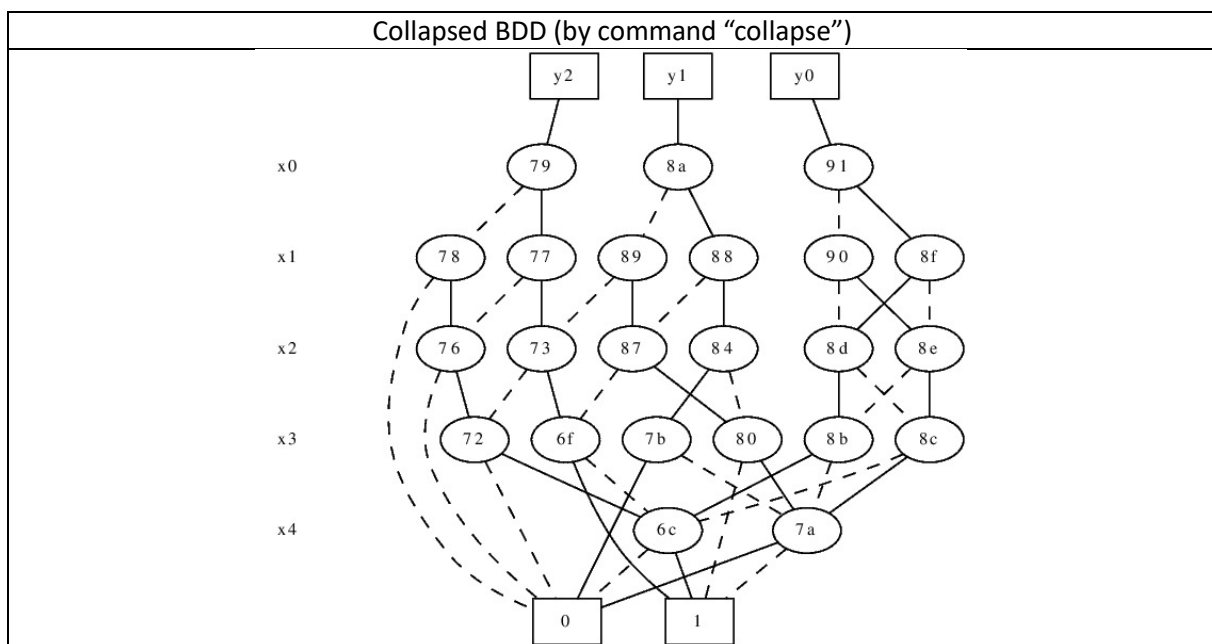 Collapsed BDD (by command “collapse”)
y2 y1 y0
x0 79 8a 91
x1 78 77 89 88 90 8f
x2 76 73 87 84 8d 8e
x3 72 6f 7b 80 8b 8c
x4 6c 7a
0 1